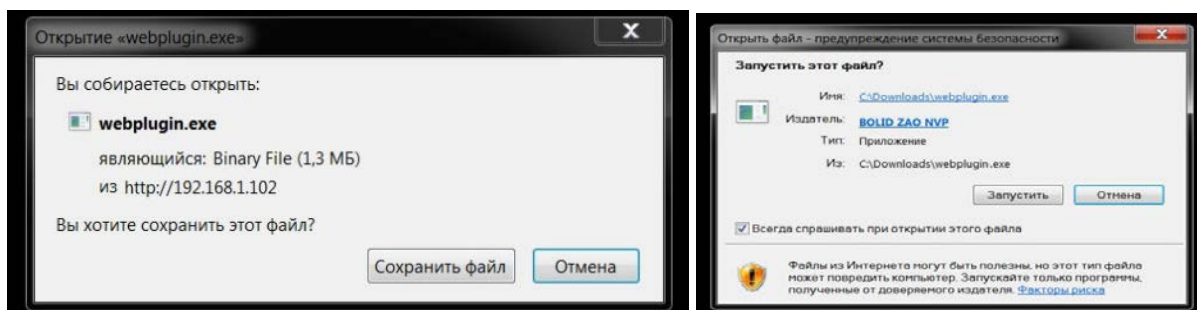 Открытие «webplugin.exe»
Вы собираетесь открыть:
webplugin.exe
являющийся: Binary File (1,3 МБ)
из http://192.168.1.102
Вы хотите сохранить этот файл?
Сохранить файл
Отмена
Открыть файл - предупреждение системы безопасности
Запустить этот файл?
Имя: C:\Downloads\webplugin.exe
Издатель: BOLID ZAO NVP
Тип: Приложение
Из: C:\Downloads\webplugin.exe
Запустить
Отмена
Всегда спрашивать при открытии этого файла
Файлы из Интернета могут быть полезны, но этот тип файла
может повредить компьютер. Запускайте только программы,
полученные от доверяемого издателя. Факторы риска